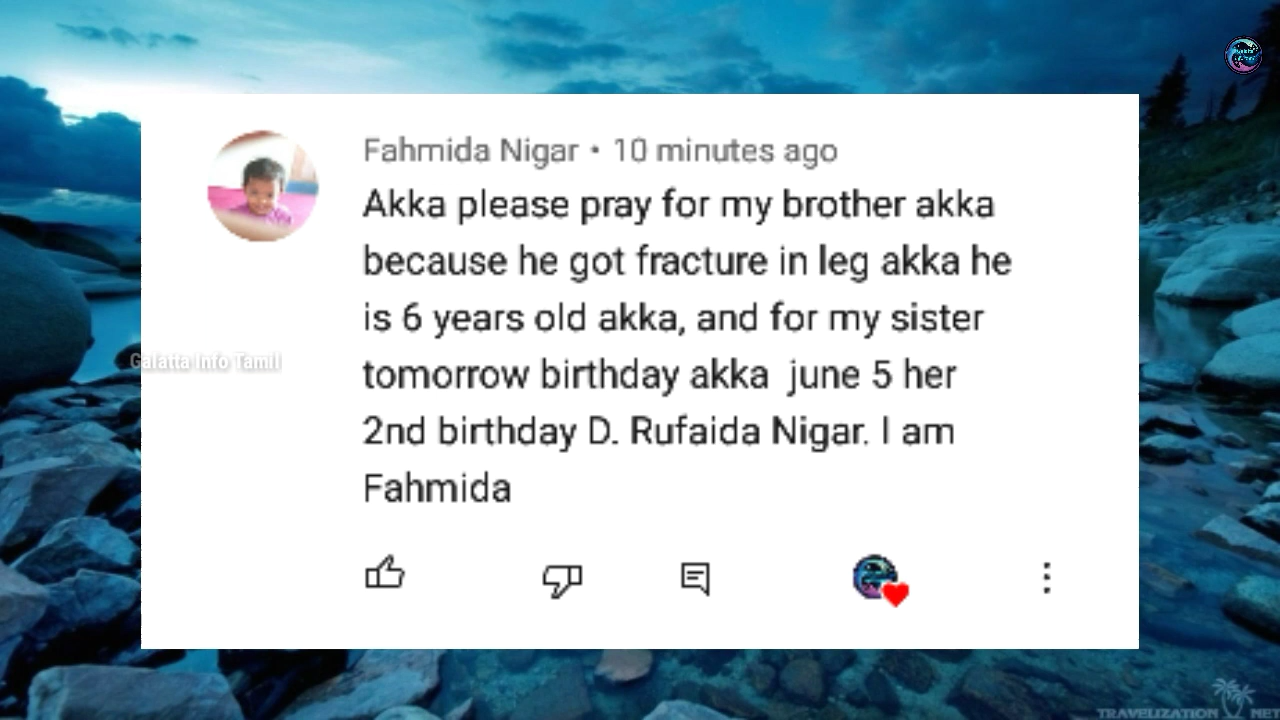 Fahmida Nigar • 10 minutes ago
Akka please pray for my brother akka
because he got fracture in leg akka he
is 6 years old akka, and for my sister
tomorrow birthday akka june 5 her
2nd birthday D. Rufaida Nigar. I am
Fahmida
Galatta Info Tamil
TRAVELIZATION NET